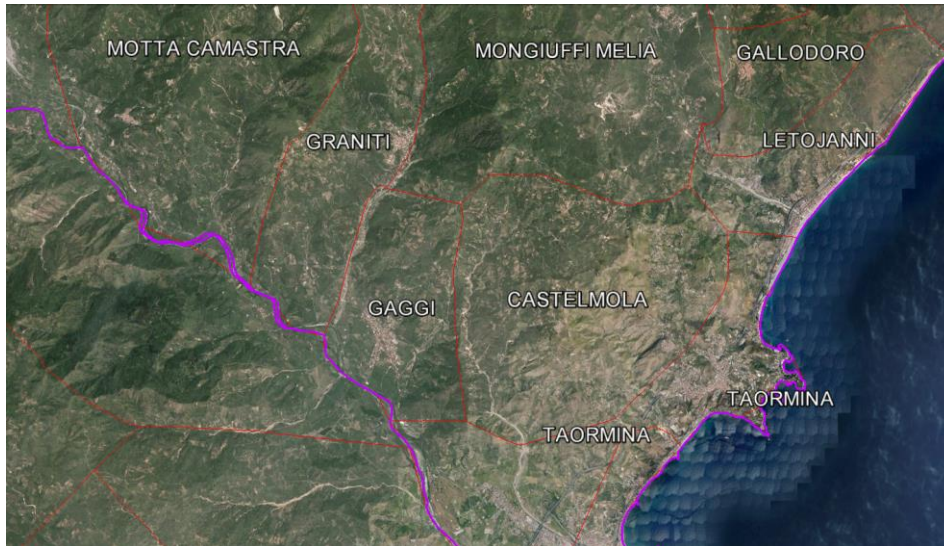 MOTTA CAMASTRA
MONGIUFFI MELIA
GALLODORO
GRANITI
LETOJANNI
GAGGI
CASTELMOLA
TAORMINA
TAORMINA